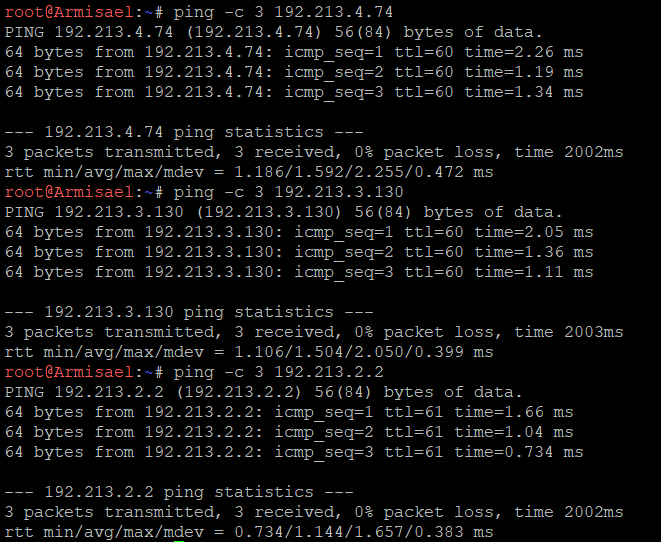 root@Armisael:~# ping -c 3 192.213.4.74
PING 192.213.4.74 (192.213.4.74) 56(84) bytes of data.
64 bytes from 192.213.4.74: icmp_seq=1 ttl=60 time=2.26 ms
64 bytes from 192.213.4.74: icmp_seq=2 ttl=60 time=1.19 ms
64 bytes from 192.213.4.74: icmp_seq=3 ttl=60 time=1.34 ms
--- 192.213.4.74 ping statistics ---
3 packets transmitted, 3 received, 0% packet loss, time 2002ms
rtt min/avg/max/mdev = 1.186/1.592/2.255/0.472 ms
root@Armisael:~# ping -c 3 192.213.3.130
PING 192.213.3.130 (192.213.3.130) 56(84) bytes of data.
64 bytes from 192.213.3.130: icmp_seq=1 ttl=60 time=2.05 ms
64 bytes from 192.213.3.130: icmp_seq=2 ttl=60 time=1.36 ms
64 bytes from 192.213.3.130: icmp_seq=3 ttl=60 time=1.11 ms
--- 192.213.3.130 ping statistics ---
3 packets transmitted, 3 received, 0% packet loss, time 2003ms
rtt min/avg/max/mdev = 1.106/1.504/2.050/0.399 ms
root@Armisael:~# ping -c 3 192.213.2.2
PING 192.213.2.2 (192.213.2.2) 56(84) bytes of data.
64 bytes from 192.213.2.2: icmp_seq=1 ttl=61 time=1.66 ms
64 bytes from 192.213.2.2: icmp_seq=2 ttl=61 time=1.04 ms
64 bytes from 192.213.2.2: icmp_seq=3 ttl=61 time=0.734 ms
--- 192.213.2.2 ping statistics ---
3 packets transmitted, 3 received, 0% packet loss, time 2002ms
rtt min/avg/max/mdev = 0.734/1.144/1.657/0.383 ms